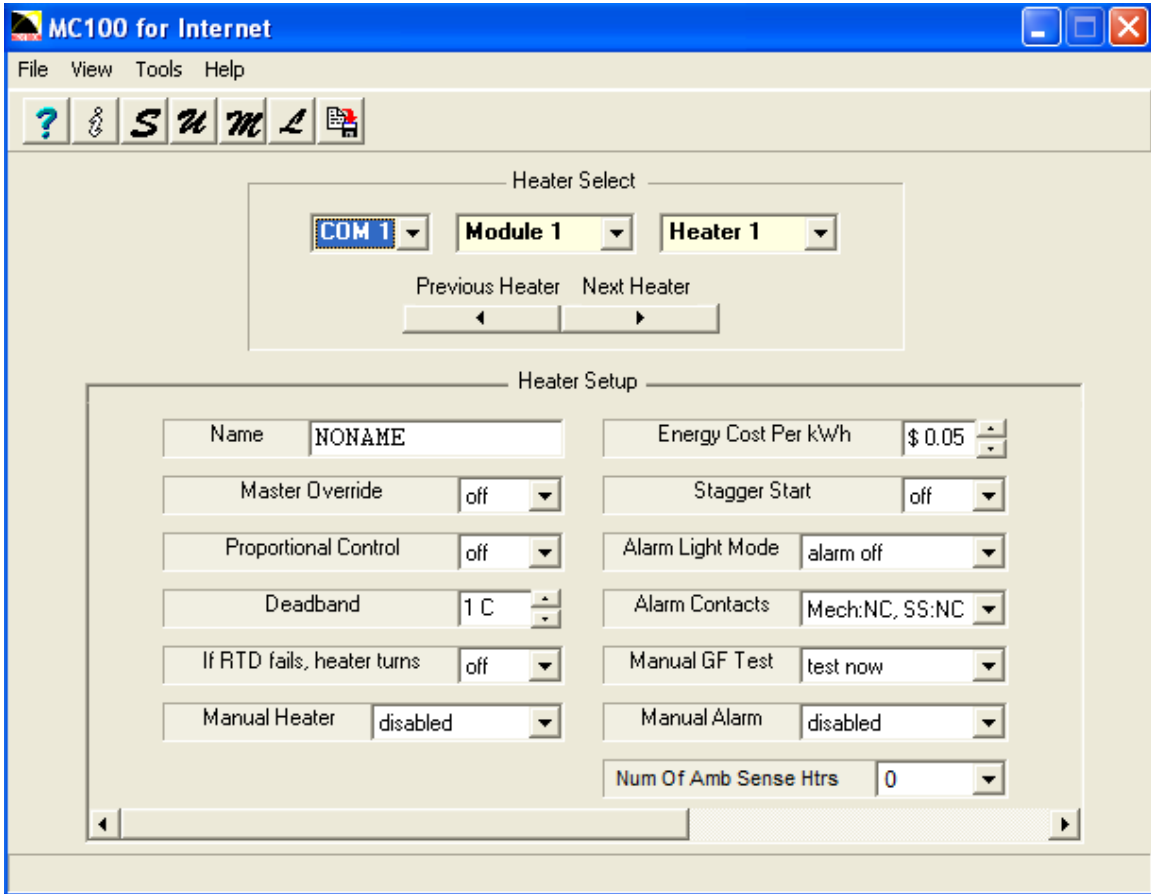 MC100 for Internet
File View Tools Help
? i S U M L
Heater Select
COM 1 Module 1 Heater 1
Previous Heater Next Heater
Heater Setup
Name NONAME Energy Cost Per kWh $ 0.05
Master Override off Stagger Start off
Proportional Control off Alarm Light Mode alarm off
Deadband 1 C Alarm Contacts Mech:NC, SS:NC
If RTD fails, heater turns off Manual GF Test test now
Manual Heater disabled Manual Alarm disabled
Num Of Amb Sense Htrs 0